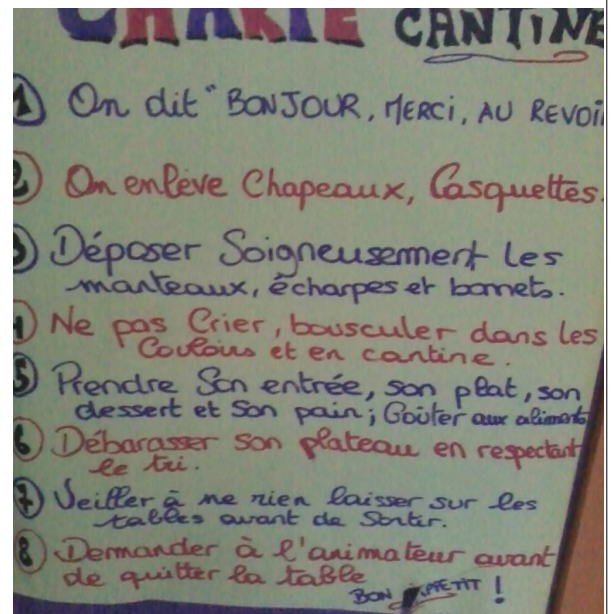 CHARTE CANTINE
1 On dit "BONJOUR, MERCi, AU REVOI
2 On enlève Chapeaux, Casquettes.
3 Déposer Soigneusement Les
manteaux, écharpes et bonnets.
4 Ne pas Crier, bousculer dans les
Couloirs et en cantine.
5 Prendre Son entrée, son plat, son
dessert et Son pain; Goûter aux aliments
6 Débarasser son plateau en respectant
le tri.
7 Veiller à ne rien laisser sur les
tables avant de Sortir.
8 Demander à l'animateur avant
de quitter la table
BON PPETIT !